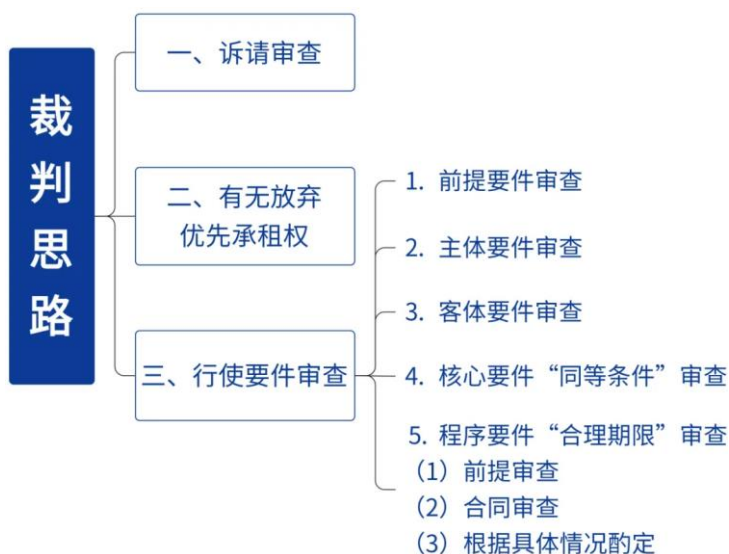 裁判思路
一、诉请审查
二、有无放弃
优先承租权
三、行使要件审查
1. 前提要件审查
2. 主体要件审查
3. 客体要件审查
4. 核心要件“同等条件”审查
5. 程序要件“合理期限”审查
（1）前提审查
（2）合同审查
（3）根据具体情况酌定